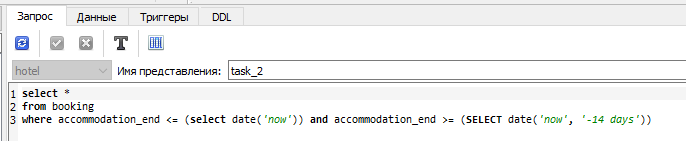 Запрос Данные Триггеры DDL
hotel Имя представления: task_2
1 select *
2 from booking
3 where accommodation_end <= (select date('now')) and accommodation_end >= (SELECT date('now', '-14 days'))